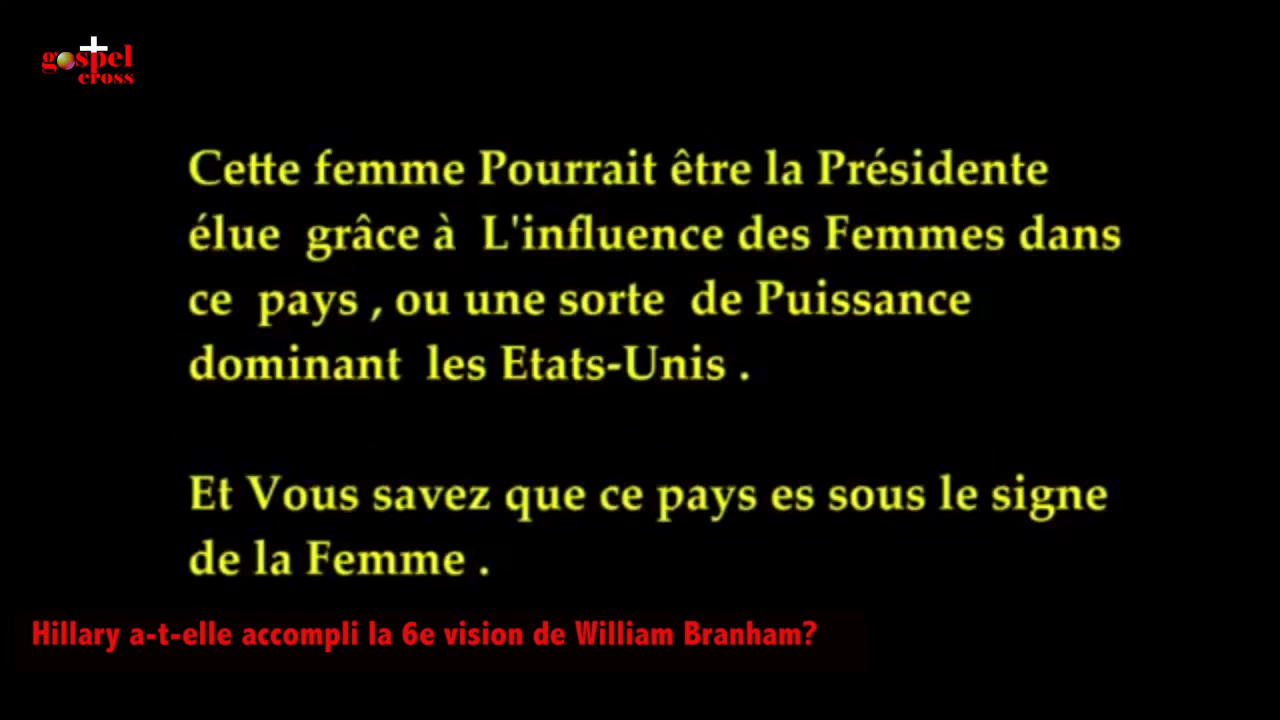 gospel
cross
Cette femme Pourrait être la Présidente
élue grâce à L'influence des Femmes dans
ce pays , ou une sorte de Puissance
dominant les Etats-Unis .
Et Vous savez que ce pays es sous le signe
de la Femme .
Hillary a-t-elle accompli la 6e vision de William Branham?